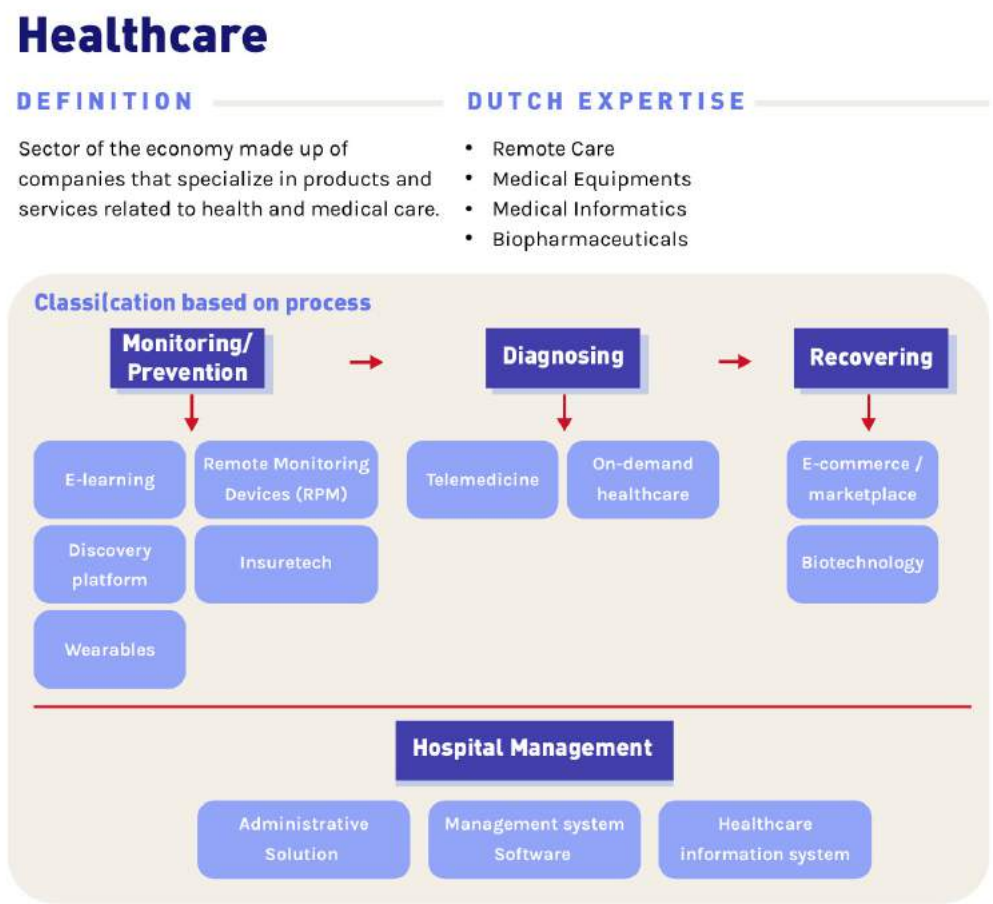 Healthcare
DEFINITION
Sector of the economy made up of
companies that specialize in products and
services related to health and medical care.
DUTCH EXPERTISE
• Remote Care
• Medical Equipments
• Medical Informatics
• Biopharmaceuticals
Classi(cation based on process
Monitoring/
Prevention
Diagnosing
Recovering
E-learning
Remote Monitoring
Devices (RPM)
Discovery
platform
Insuretech
Wearables
Telemedicine
On-demand
healthcare
E-commerce /
marketplace
Biotechnology
Hospital Management
Administrative
Solution
Management system
Software
Healthcare
information system